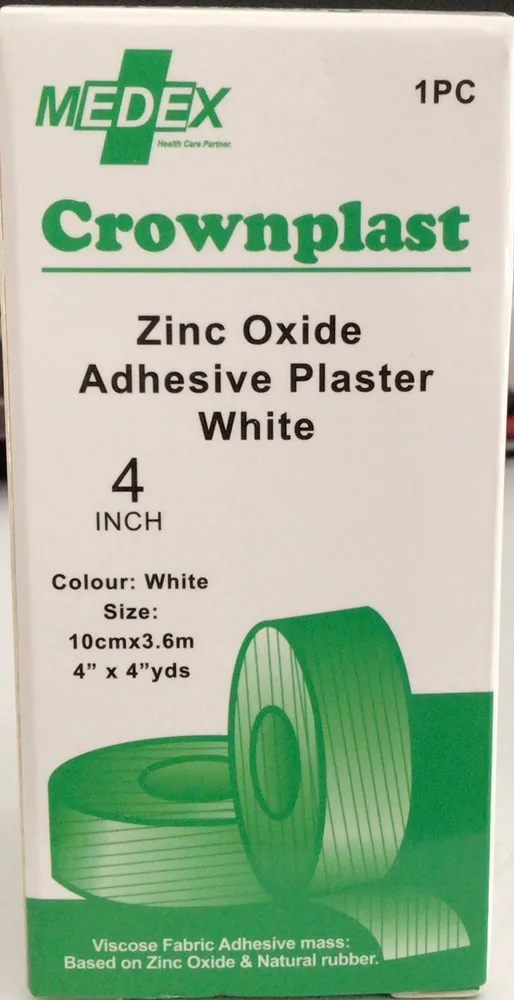 MEDEX
Health Care Partner.
1PC
Crownplast
Zinc Oxide
Adhesive Plaster
White
4
INCH
Colour: White
Size:
10cmx3.6m
4” x 4”yds
Viscose Fabric Adhesive mass:
Based on Zinc Oxide & Natural rubber.